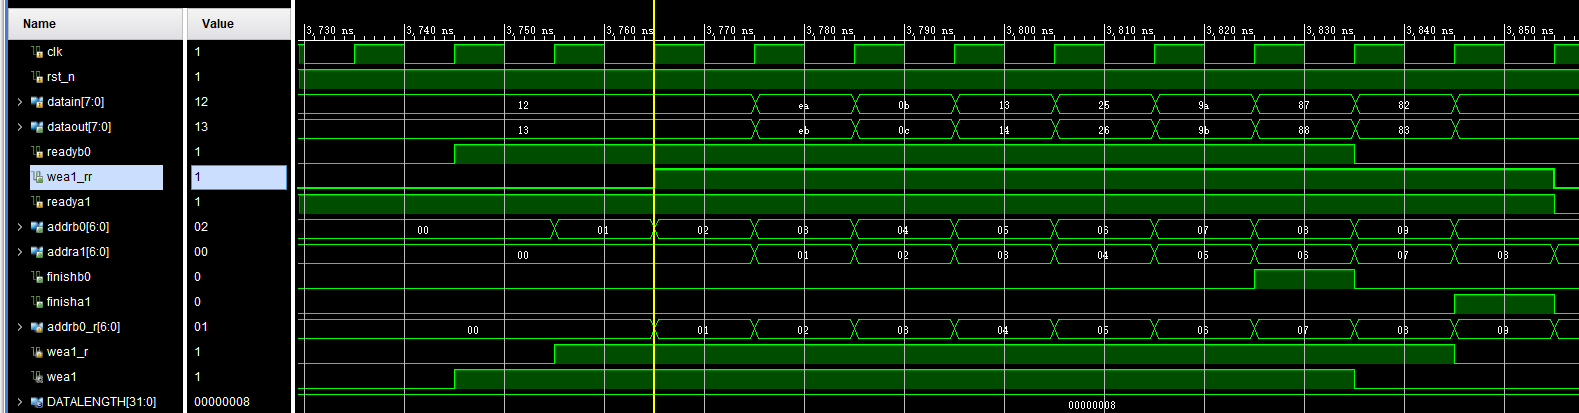 Name Value 3,730 ns 3,740 ns 3,750 ns 3,760 ns 3,770 ns 3,780 ns 3,790 ns 3,800 ns 3,810 ns 3,820 ns 3,830 ns 3,840 ns 3,850 ns
clk 1
rst_n 1
datain[7:0] 12 12 ea 0b 13 25 9a 87 82
dataout[7:0] 13 13 eb 0c 14 26 9b 88 83
readyb0 1
wea1_rr 1
readya1 1
addrb0[6:0] 02 00 01 02 03 04 05 06 07 08 09
addra1[6:0] 00 00 01 02 03 04 05 06 07 08
finishb0 0
finisha1 0
addrb0_r[6:0] 01 00 01 02 03 04 05 06 07 08 09
wea1_r 1
wea1 1
DATALENGTH[31:0] 00000008 00000008